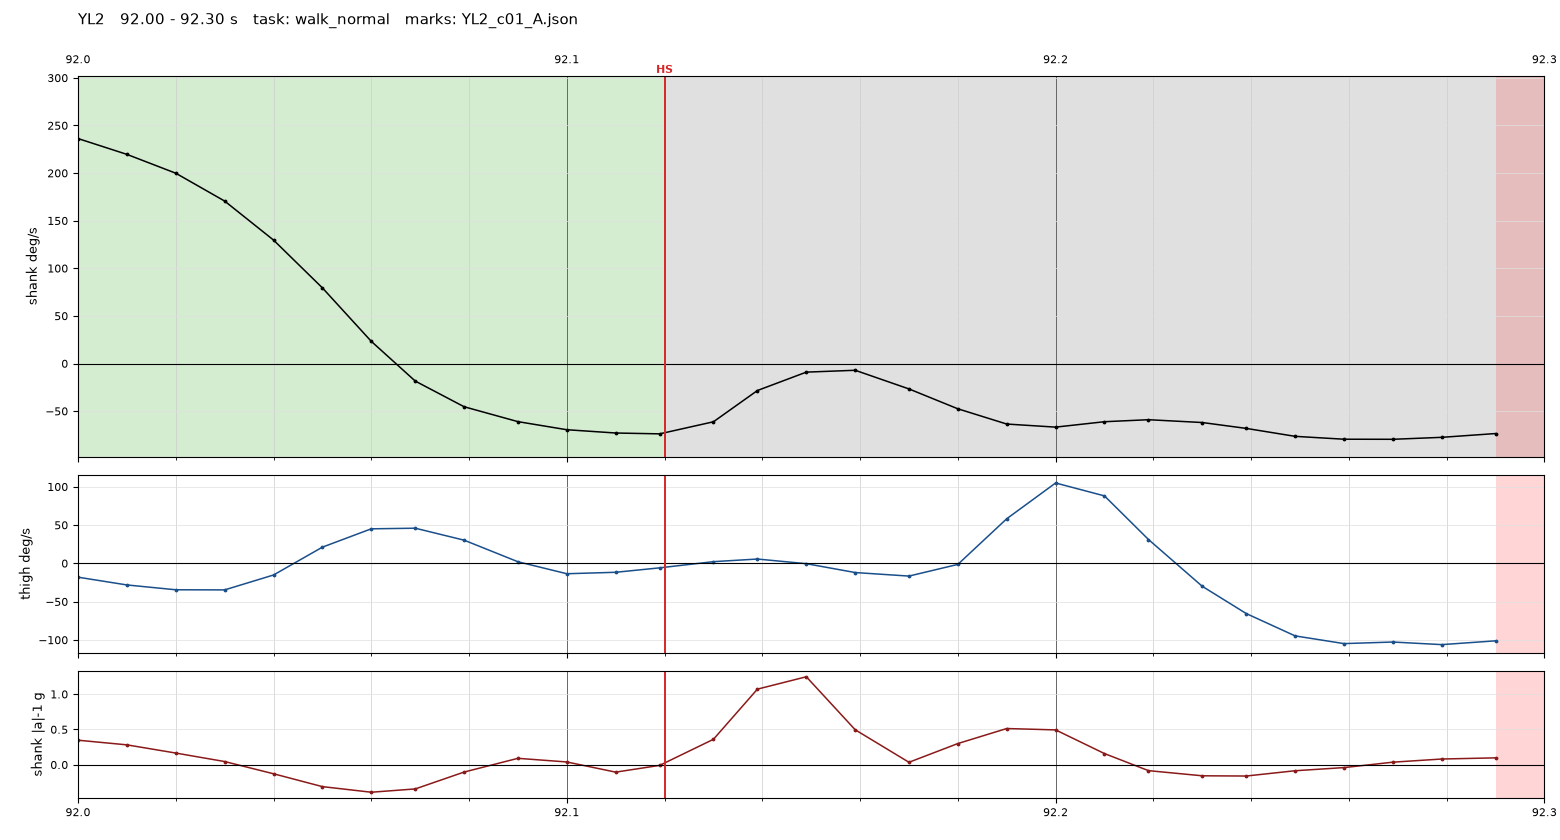 YL2   92.00 - 92.30 s   task: walk_normal   marks: YL2_c01_A.json
92.0 92.1 92.2 92.3
HS
300
250
200
150
100
50
0
−50
shank deg/s
100
50
0
−50
−100
thigh deg/s
1.0
0.5
0.0
shank |a|-1 g
92.0 92.1 92.2 92.3